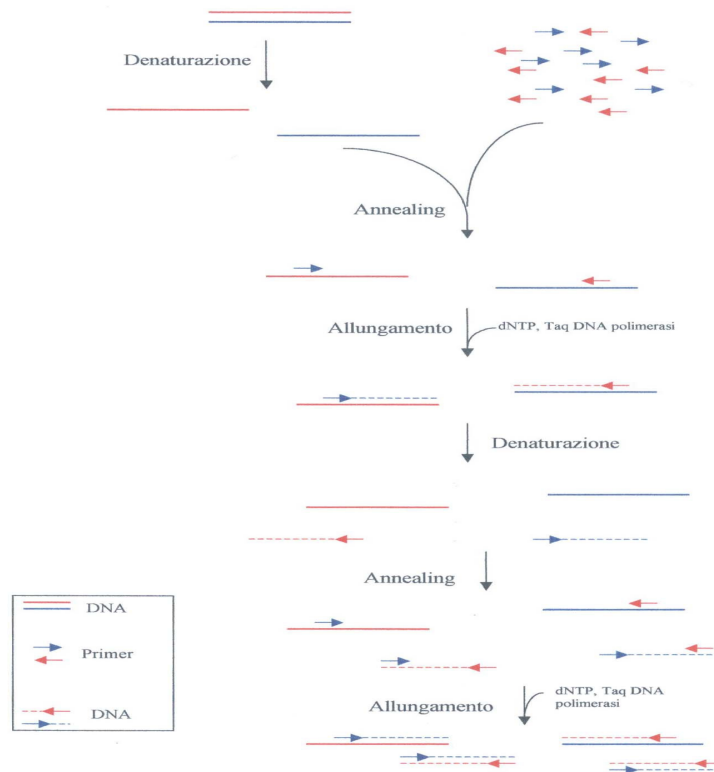 Denaturazione
Annealing
Allungamento
dNTP, Taq DNA polimerasi
Denaturazione
Annealing
DNA
Primer
DNA
Allungamento
dNTP, Taq DNA
polimerasi